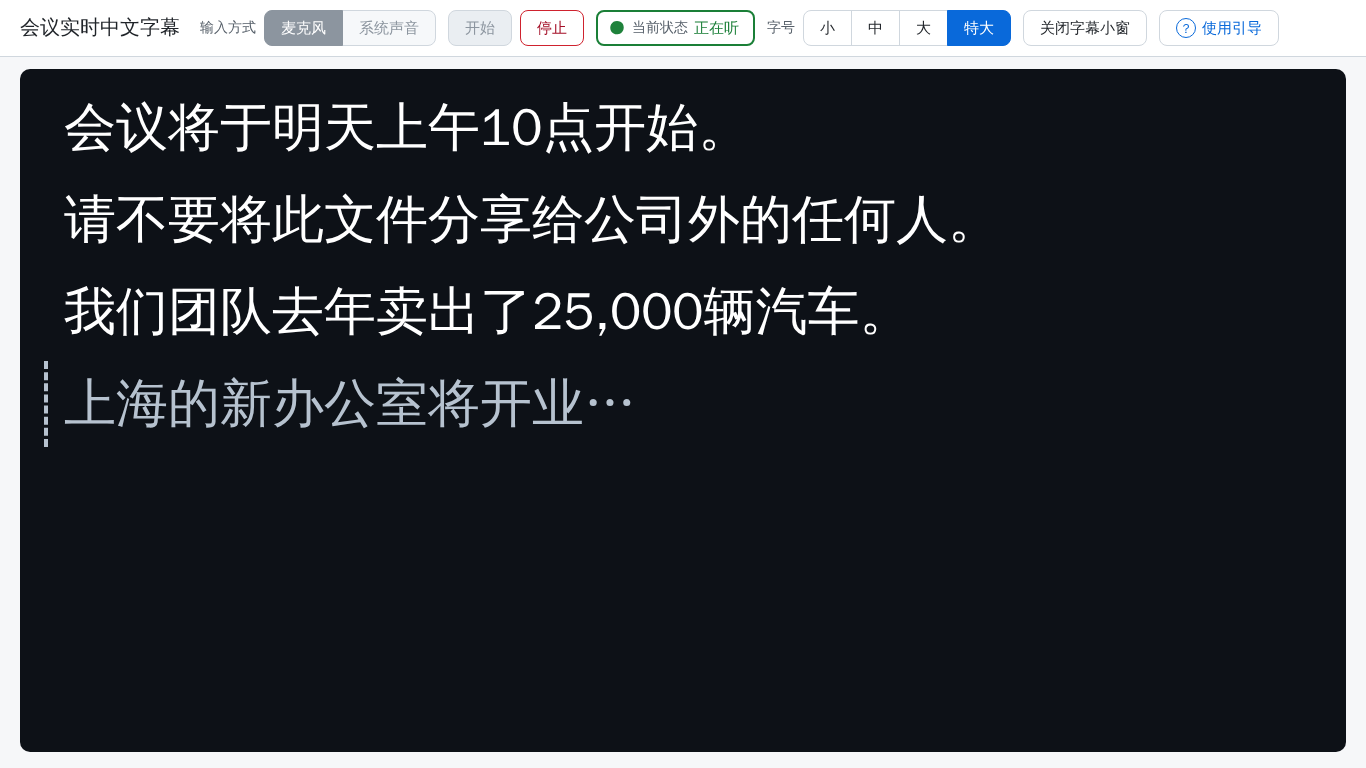 会议实时中文字幕 输入方式 麦克风 系统声音 开始 停止 当前状态 正在听 字号 小 中 大 特大 关闭字幕小窗 ? 使用引导
会议将于明天上午10点开始。
请不要将此文件分享给公司外的任何人。
我们团队去年卖出了25,000辆汽车。
上海的新办公室将开业…